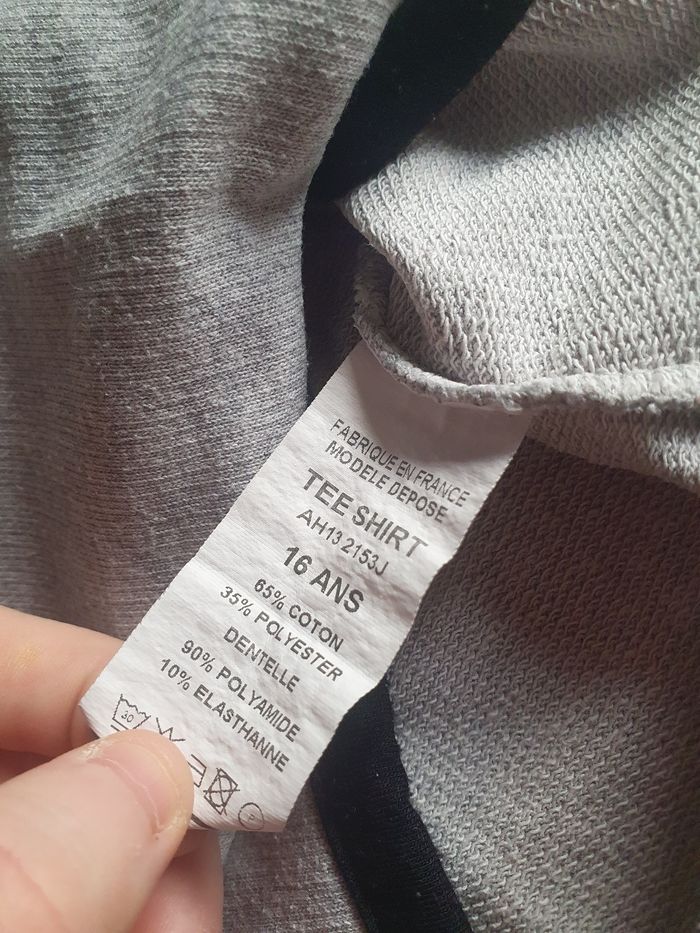 FABRIQUE EN FRANCE
MODELE DEPOSE
TEE SHIRT
AH13 2153J
16 ANS
65% COTON
35% POLYESTER
DENTELLE
90% POLYAMIDE
10% ELASTHANNE
30